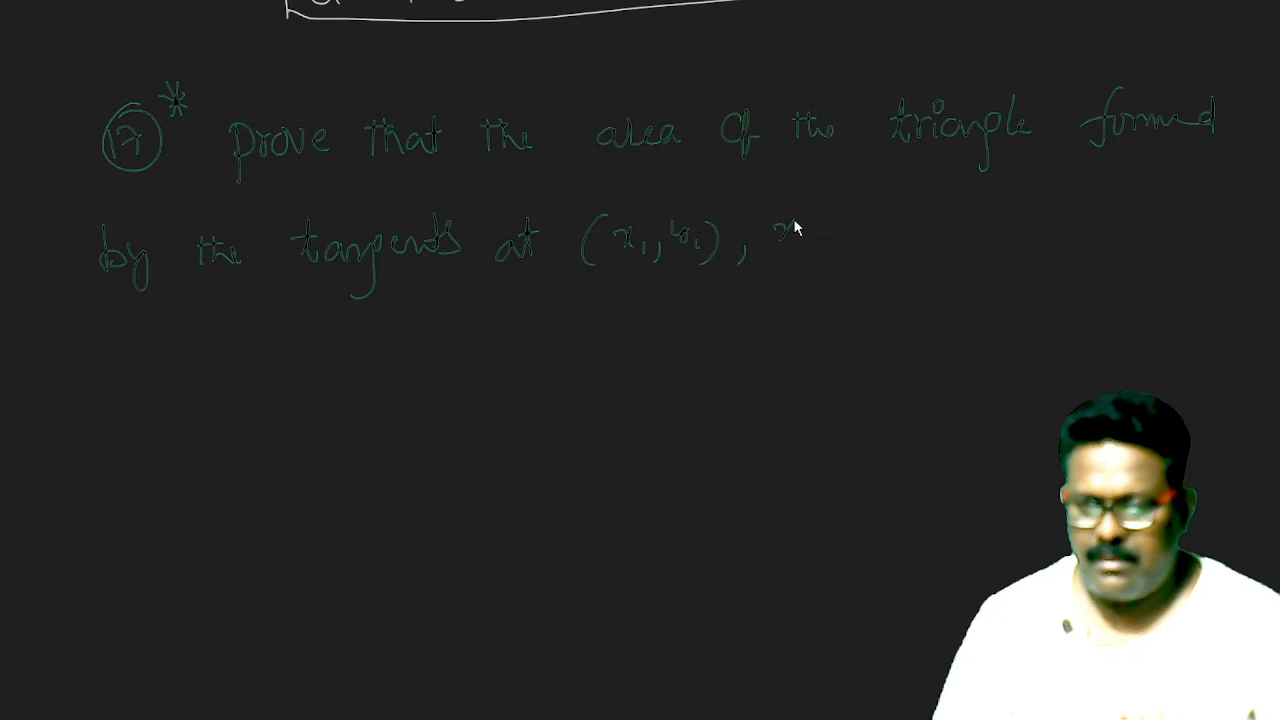 (17)* prove that the area of the triangle formed
by the tangents at (x₁, y₁), x